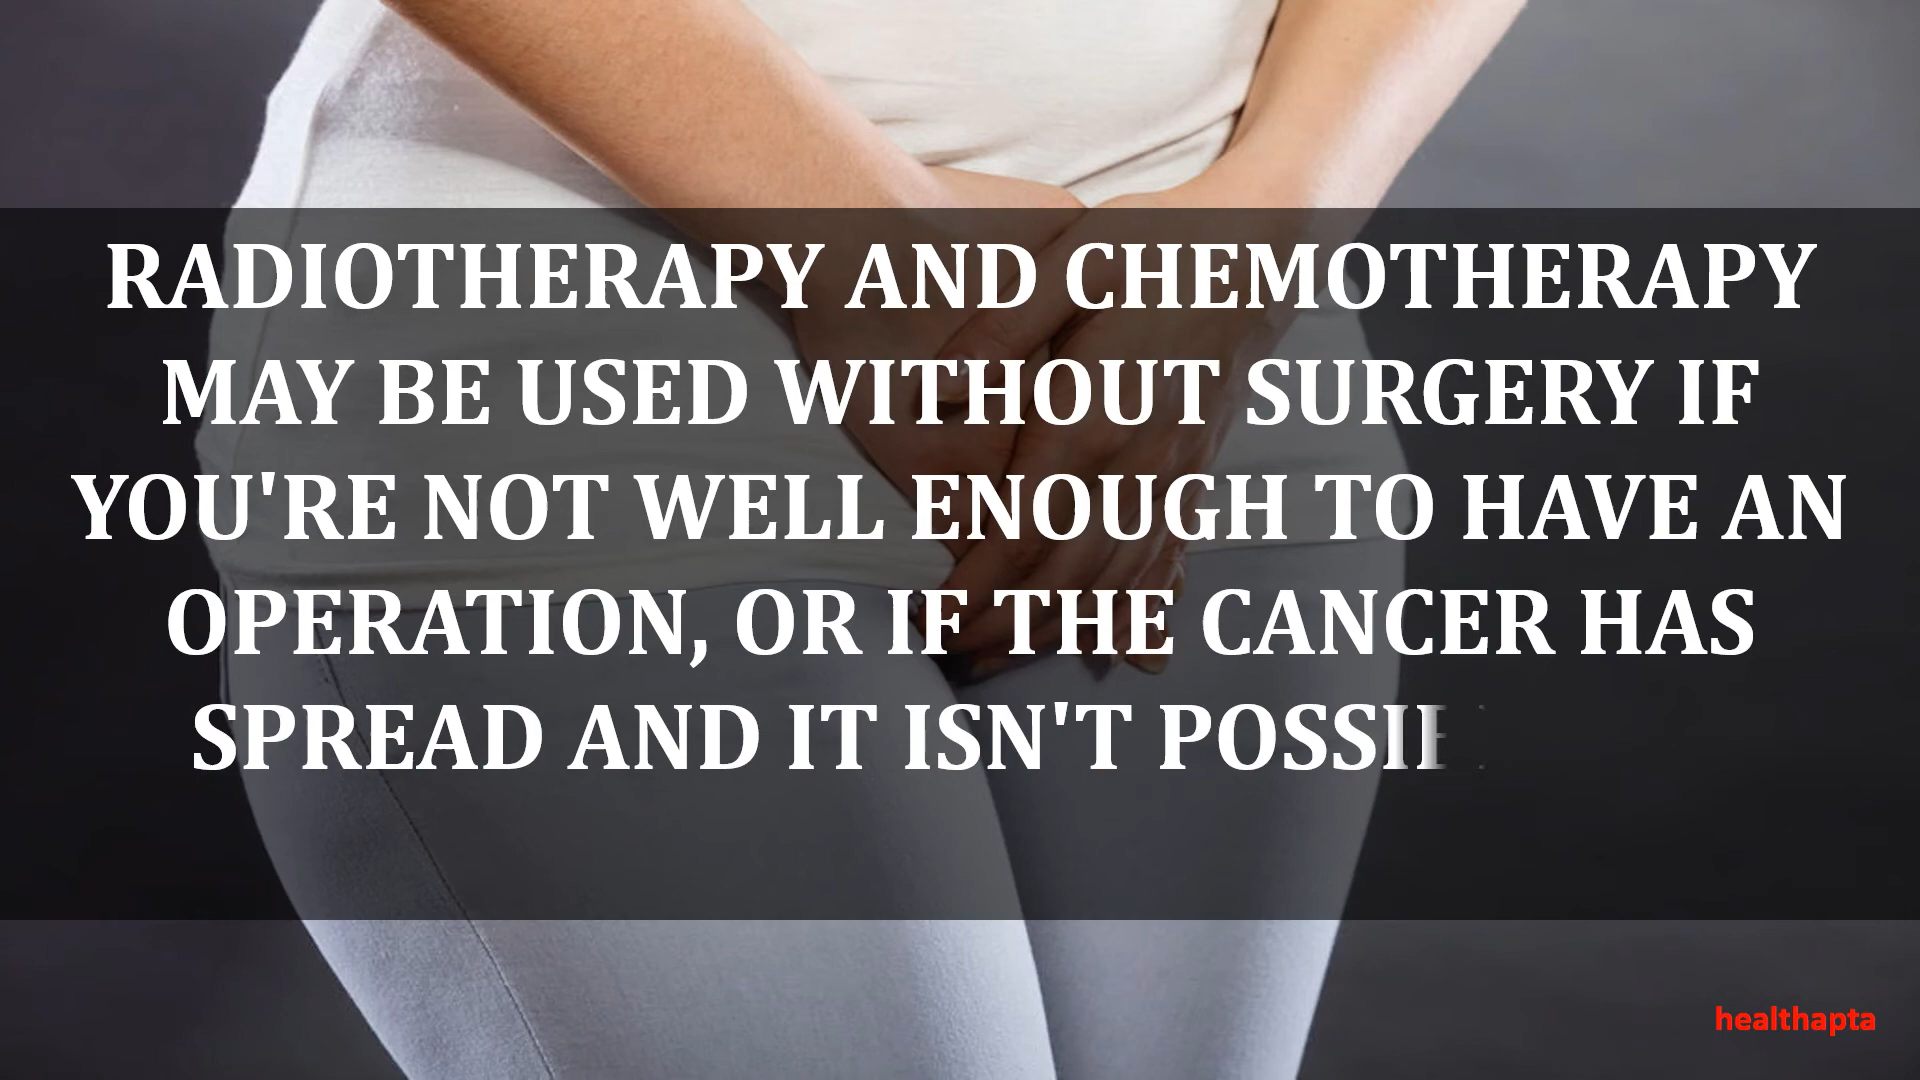 RADIOTHERAPY AND CHEMOTHERAPY
MAY BE USED WITHOUT SURGERY IF
YOU'RE NOT WELL ENOUGH TO HAVE AN
OPERATION, OR IF THE CANCER HAS
SPREAD AND IT ISN'T
healthapta